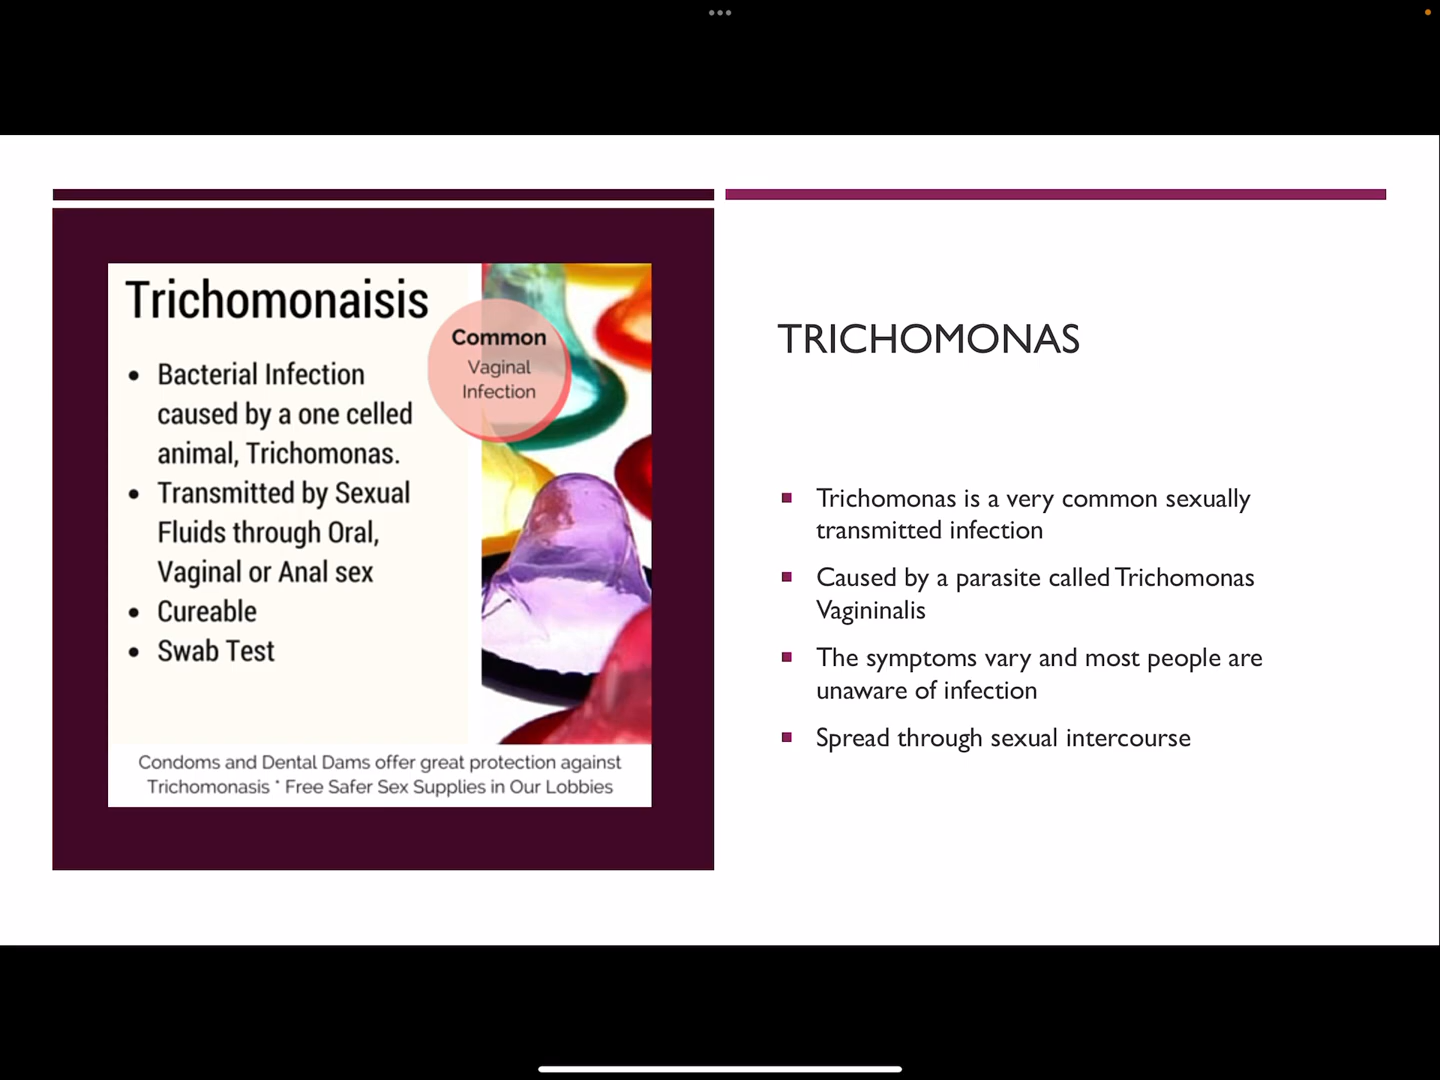 Trichomonaisis
Common
Vaginal
Infection
• Bacterial Infection
caused by a one celled
animal, Trichomonas.
• Transmitted by Sexual
Fluids through Oral,
Vaginal or Anal sex
• Cureable
• Swab Test
Condoms and Dental Dams offer great protection against
Trichomonasis * Free Safer Sex Supplies in Our Lobbies
TRICHOMONAS
▪ Trichomonas is a very common sexually
transmitted infection
▪ Caused by a parasite called Trichomonas
Vagininalis
▪ The symptoms vary and most people are
unaware of infection
▪ Spread through sexual intercourse